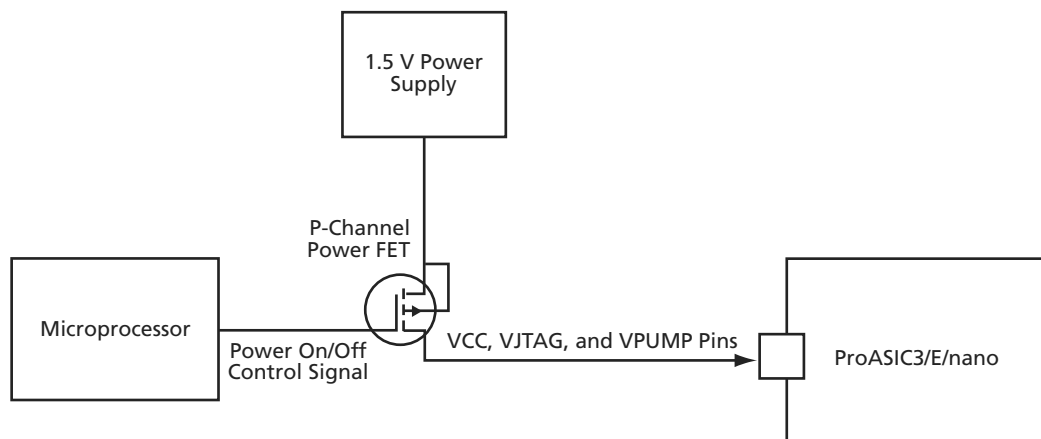 1.5 V Power
Supply
P-Channel
Power FET
Microprocessor
Power On/Off
Control Signal
VCC, VJTAG, and VPUMP Pins
ProASIC3/E/nano